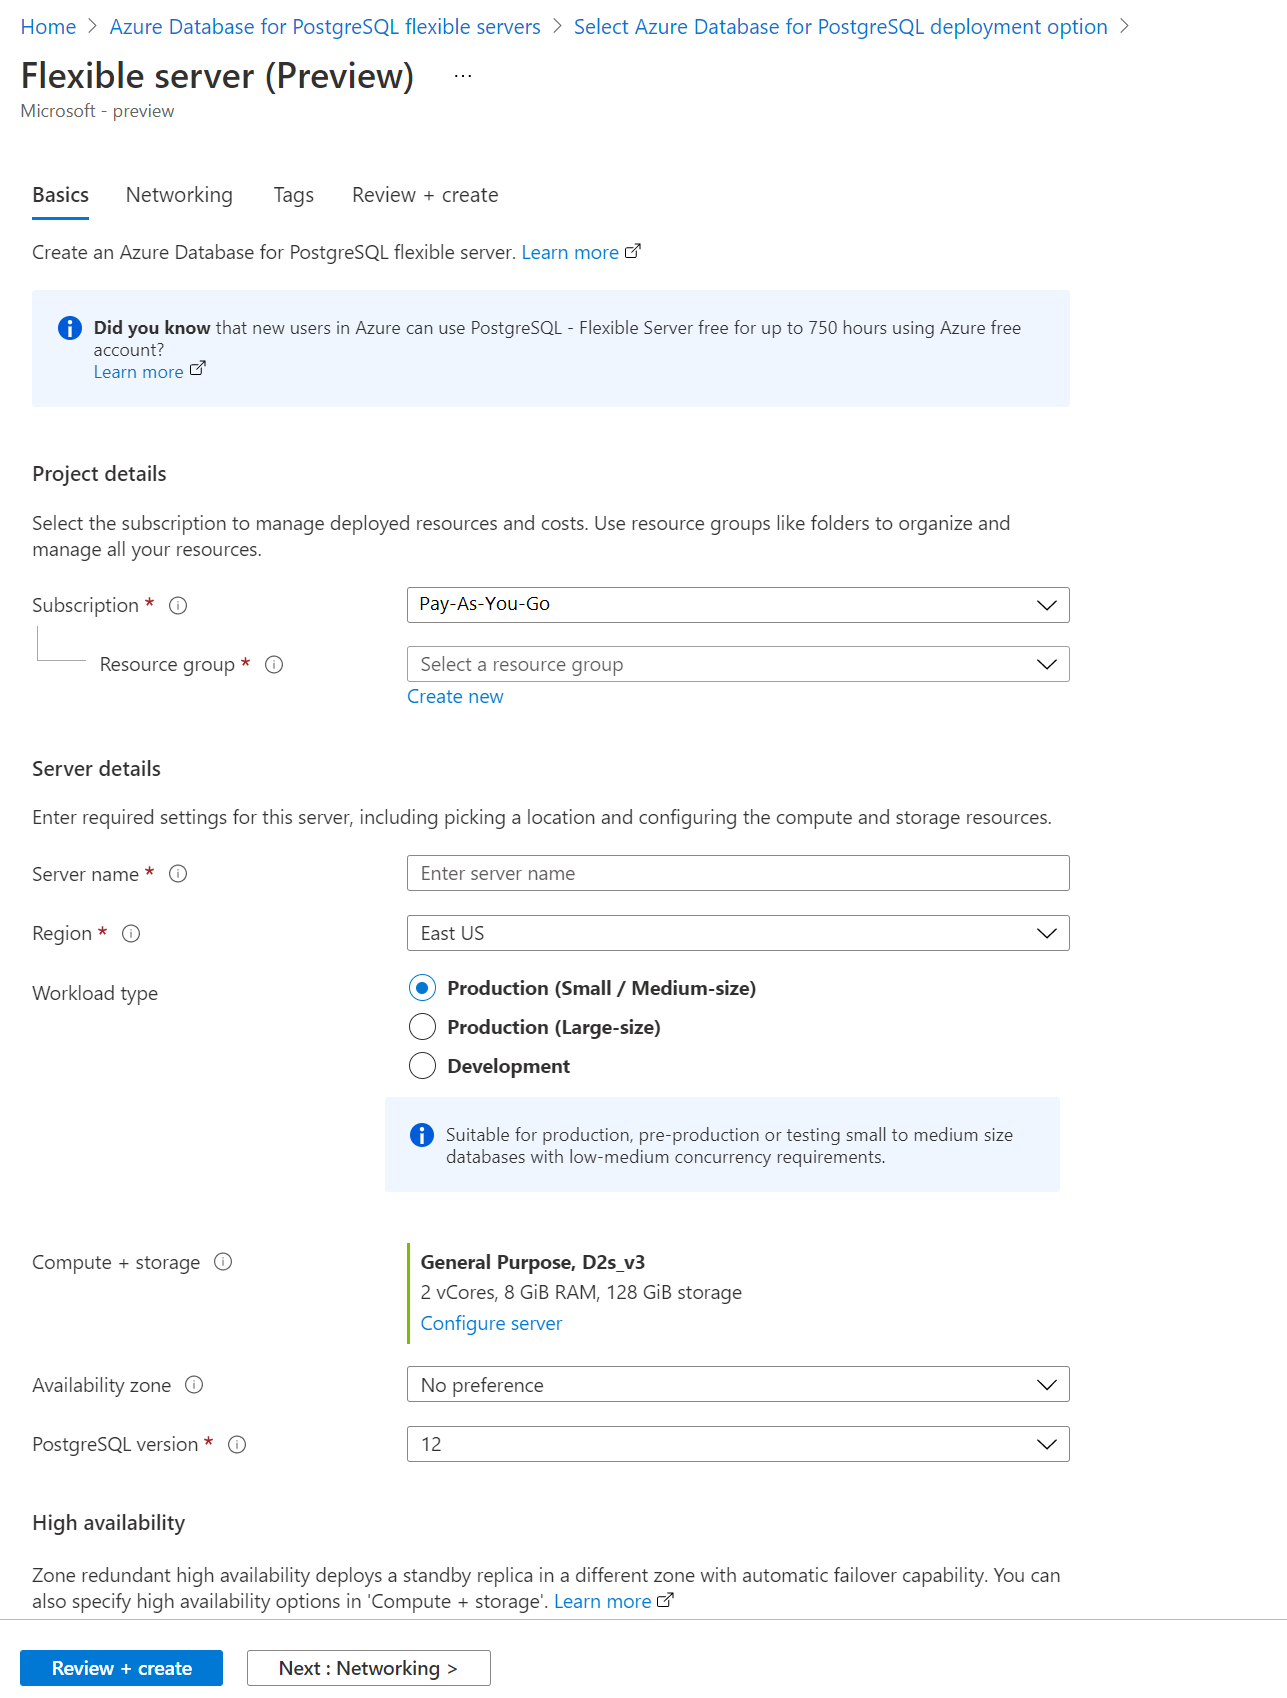 Home > Azure Database for PostgreSQL flexible servers > Select Azure Database for PostgreSQL deployment option >
Flexible server (Preview) ...
Microsoft - preview
Basics Networking Tags Review + create
Create an Azure Database for PostgreSQL flexible server. Learn more
Did you know that new users in Azure can use PostgreSQL - Flexible Server free for up to 750 hours using Azure free
account?
Learn more
Project details
Select the subscription to manage deployed resources and costs. Use resource groups like folders to organize and
manage all your resources.
Subscription * Pay-As-You-Go
Resource group * Select a resource group
Create new
Server details
Enter required settings for this server, including picking a location and configuring the compute and storage resources.
Server name * Enter server name
Region * East US
Workload type
Production (Small / Medium-size)
Production (Large-size)
Development
Suitable for production, pre-production or testing small to medium size
databases with low-medium concurrency requirements.
Compute + storage General Purpose, D2s_v3
2 vCores, 8 GiB RAM, 128 GiB storage
Configure server
Availability zone No preference
PostgreSQL version * 12
High availability
Zone redundant high availability deploys a standby replica in a different zone with automatic failover capability. You can
also specify high availability options in 'Compute + storage'. Learn more
Review + create Next : Networking >